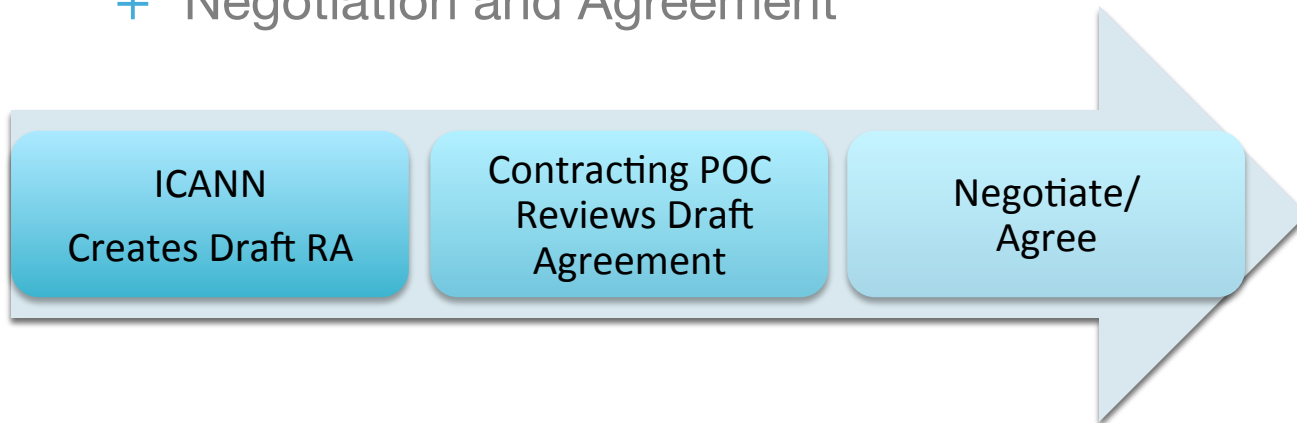 + Negotiation and Agreement
ICANN
Creates Draft RA
Contracting POC
Reviews Draft
Agreement
Negotiate/
Agree